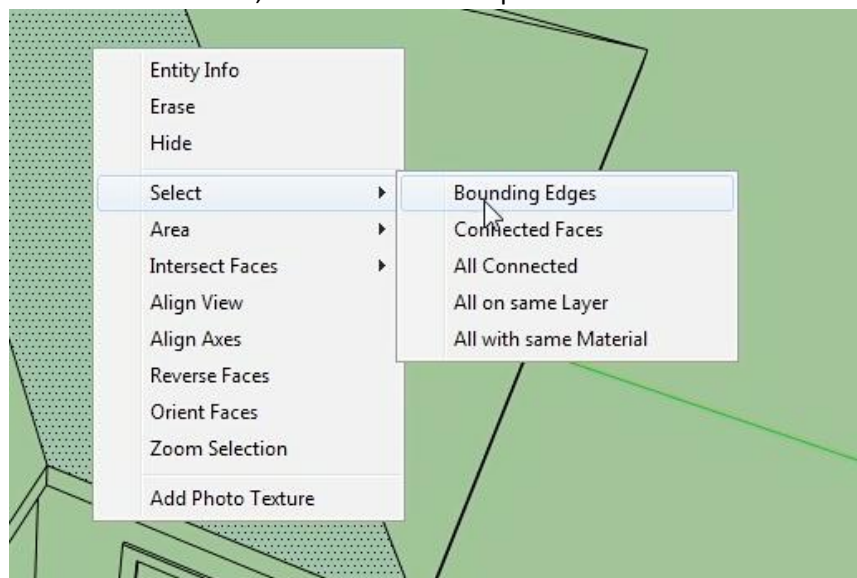 Entity Info
Erase
Hide
Select
Area
Intersect Faces
Align View
Align Axes
Reverse Faces
Orient Faces
Zoom Selection
Add Photo Texture
Bounding Edges
Connected Faces
All Connected
All on same Layer
All with same Material